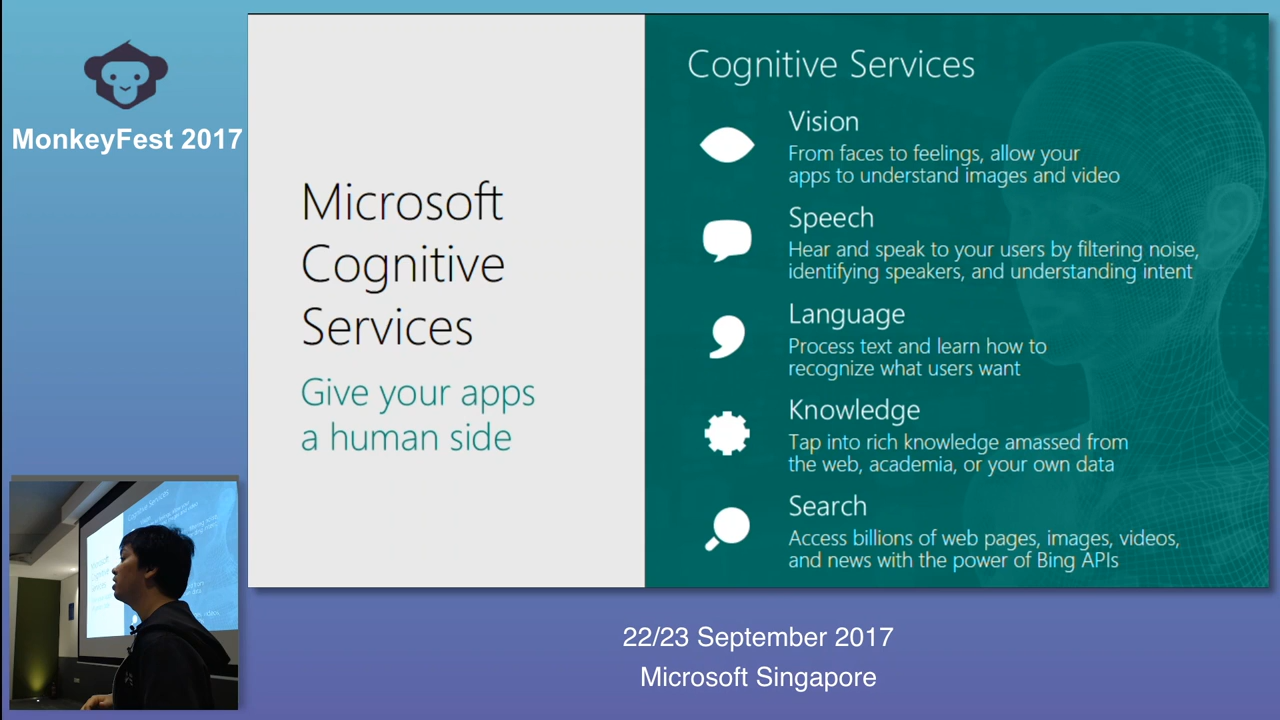 MonkeyFest 2017
Microsoft
Cognitive
Services
Give your apps
a human side
Cognitive Services
Vision
From faces to feelings, allow your
apps to understand images and video
Speech
Hear and speak to your users by filtering noise,
identifying speakers, and understanding intent
Language
Process text and learn how to
recognize what users want
Knowledge
Tap into rich knowledge amassed from
the web, academia, or your own data
Search
Access billions of web pages, images, videos,
and news with the power of Bing APIs
Cognitive Services
22/23 September 2017
Microsoft Singapore